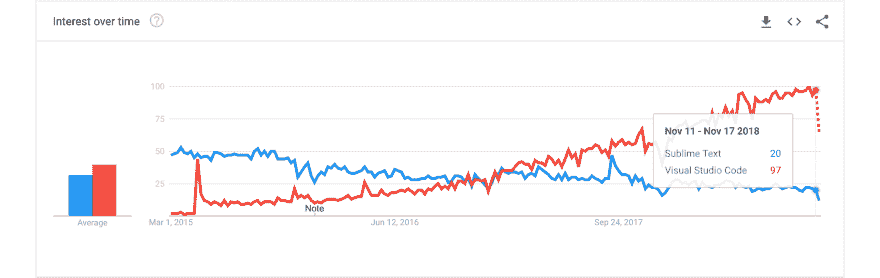 Interest over time ?
100
75
50
25
Nov 11 - Nov 17 2018
Sublime Text 20
Visual Studio Code 97
Note
Average
Mar 1, 2015 Jun 12, 2016 Sep 24, 2017